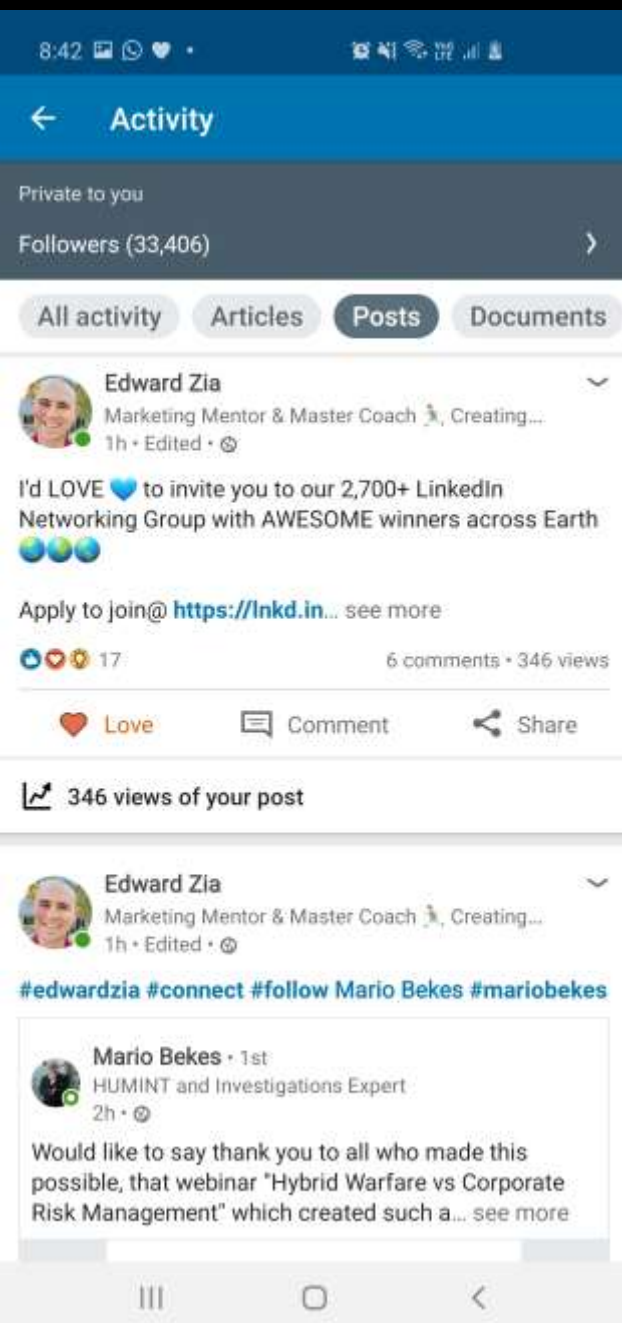 8:42
Activity
Private to you
Followers (33,406)
All activity Articles Posts Documents
Edward Zia
Marketing Mentor & Master Coach 🏃, Creating...
1h • Edited •
I'd LOVE 💙 to invite you to our 2,700+ LinkedIn
Networking Group with AWESOME winners across Earth
🌏🌍🌎
Apply to join@ https://lnkd.in... see more
17 6 comments • 346 views
Love Comment Share
346 views of your post
Edward Zia
Marketing Mentor & Master Coach 🏃, Creating...
1h • Edited •
#edwardzia #connect #follow Mario Bekes #mariobekes
Mario Bekes • 1st
HUMINT and Investigations Expert
2h •
Would like to say thank you to all who made this
possible, that webinar "Hybrid Warfare vs Corporate
Risk Management" which created such a... see more